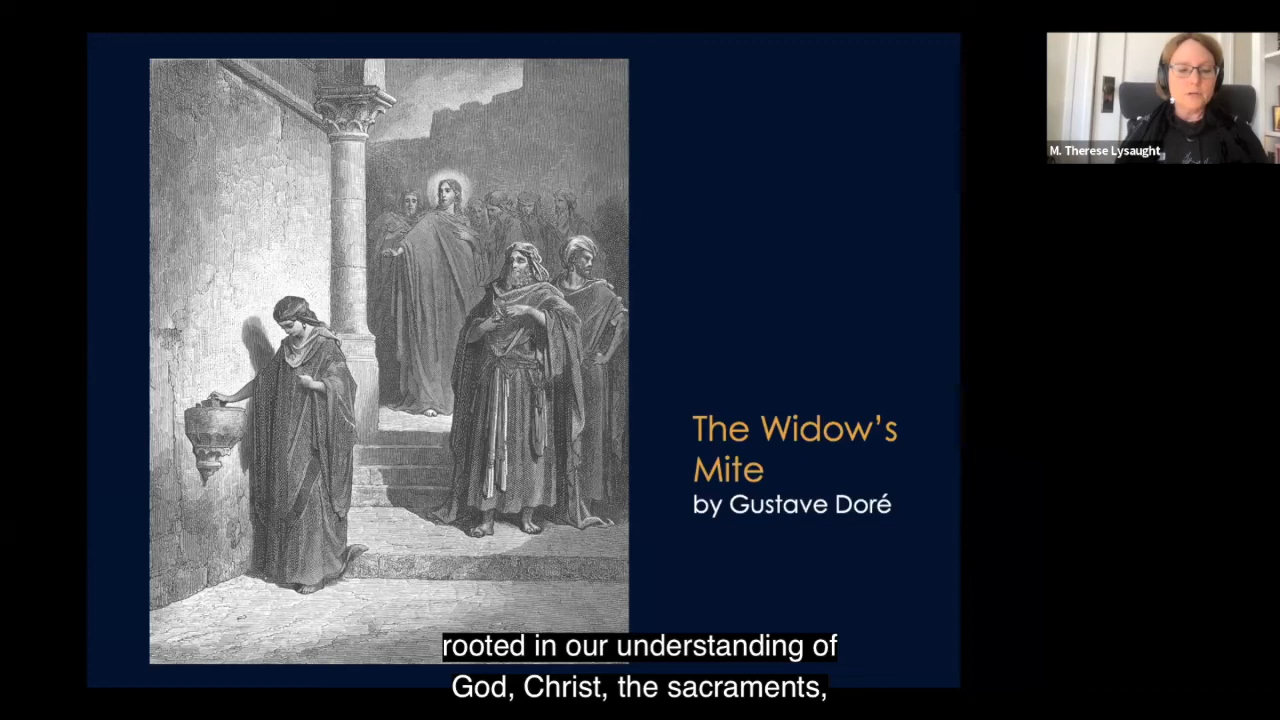 M. Therese Lysaught
The Widow's
Mite
by Gustave Doré
rooted in our understanding of
God, Christ, the sacraments,